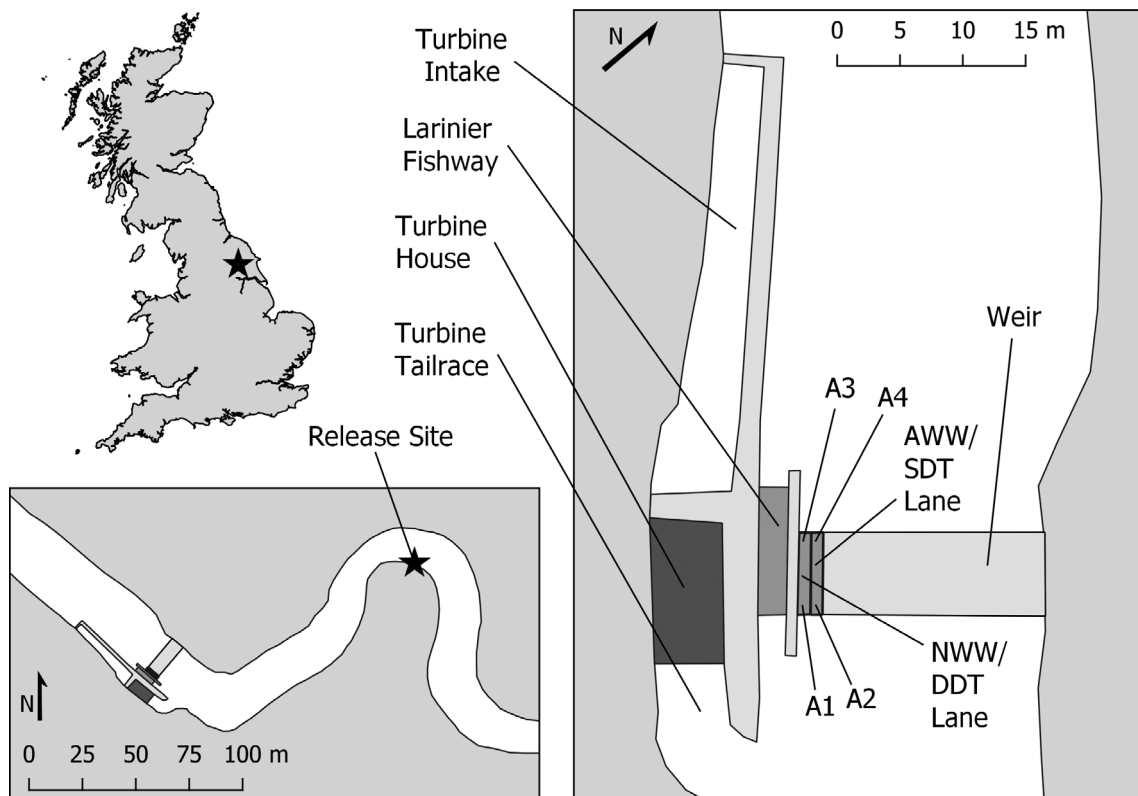 Turbine
Intake
Larinier
Fishway
Turbine
House
Turbine
Tailrace
Release Site
N
0 25 50 75 100 m
N
0 5 10 15 m
Weir
A3
A4
AWW/
SDT
Lane
NWW/
DDT
Lane
A1
A2